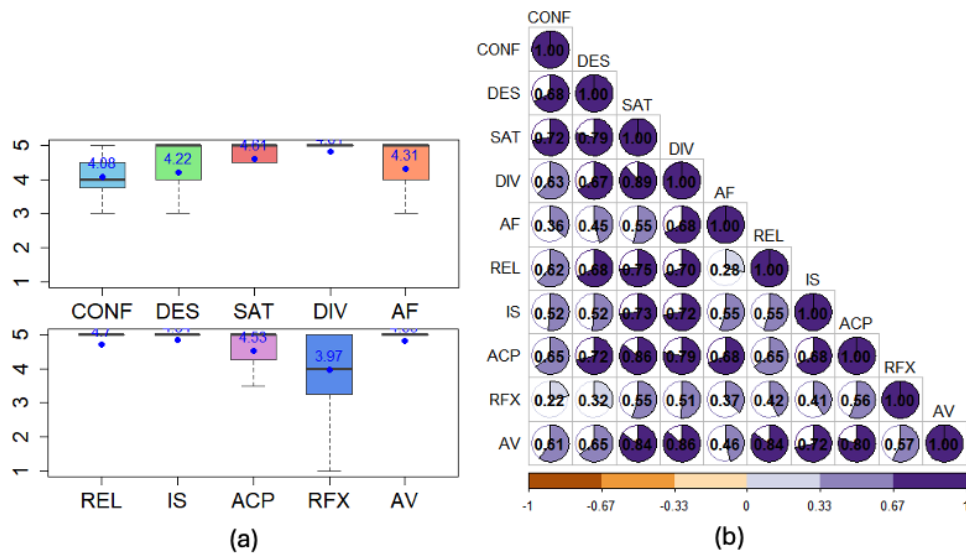 5
4
3
2
1
4.08
4.22
4.61
4.31
CONF DES SAT DIV AF
5
4
3
2
1
4.7
4.53
3.97
REL IS ACP RFX AV
(a)
CONF
CONF 1.00 DES
DES 0.68 1.00 SAT
SAT 0.72 0.79 1.00 DIV
DIV 0.63 0.67 0.89 1.00 AF
AF 0.36 0.45 0.55 0.68 1.00 REL
REL 0.62 0.68 0.75 0.70 0.28 1.00 IS
IS 0.52 0.52 0.73 0.72 0.55 0.55 1.00 ACP
ACP 0.65 0.72 0.86 0.79 0.68 0.65 0.68 1.00 RFX
RFX 0.22 0.32 0.55 0.51 0.37 0.42 0.41 0.56 1.00 AV
AV 0.61 0.65 0.84 0.86 0.46 0.84 0.72 0.80 0.57 1.00
-1 -0.67 -0.33 0 0.33 0.67 1
(b)